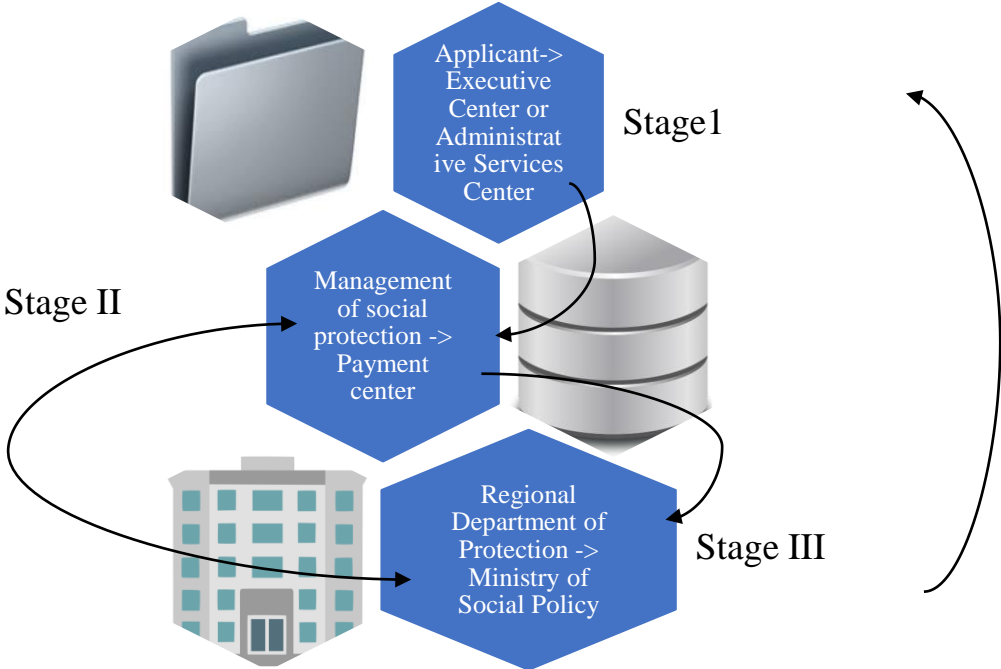 Applicant->
Executive
Center or
Administrat
ive Services
Center
Stage1
Stage II
Management
of social
protection ->
Payment
center
Regional
Department of
Protection ->
Ministry of
Social Policy
Stage III